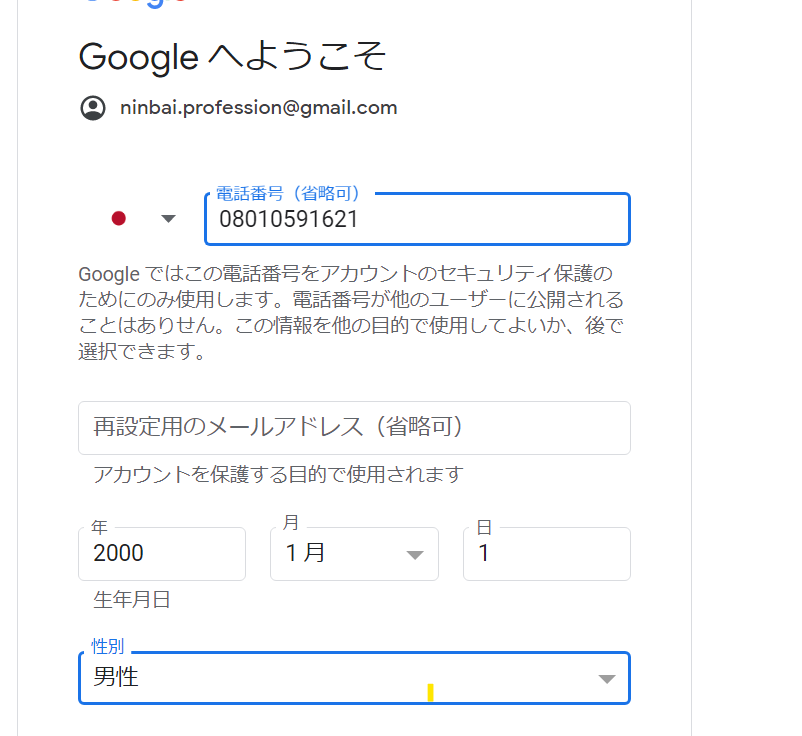 Google へようこそ
ninbai.profession@gmail.com
電話番号（省略可）
08010591621
Google ではこの電話番号をアカウントのセキュリティ保護の
ためにのみ使用します。電話番号が他のユーザーに公開される
ことはありせん。この情報を他の目的で使用してよいか、後で
選択できます。
再設定用のメールアドレス（省略可）
アカウントを保護する目的で使用されます
年 月 日
2000 1 月 1
生年月日
性別
男性